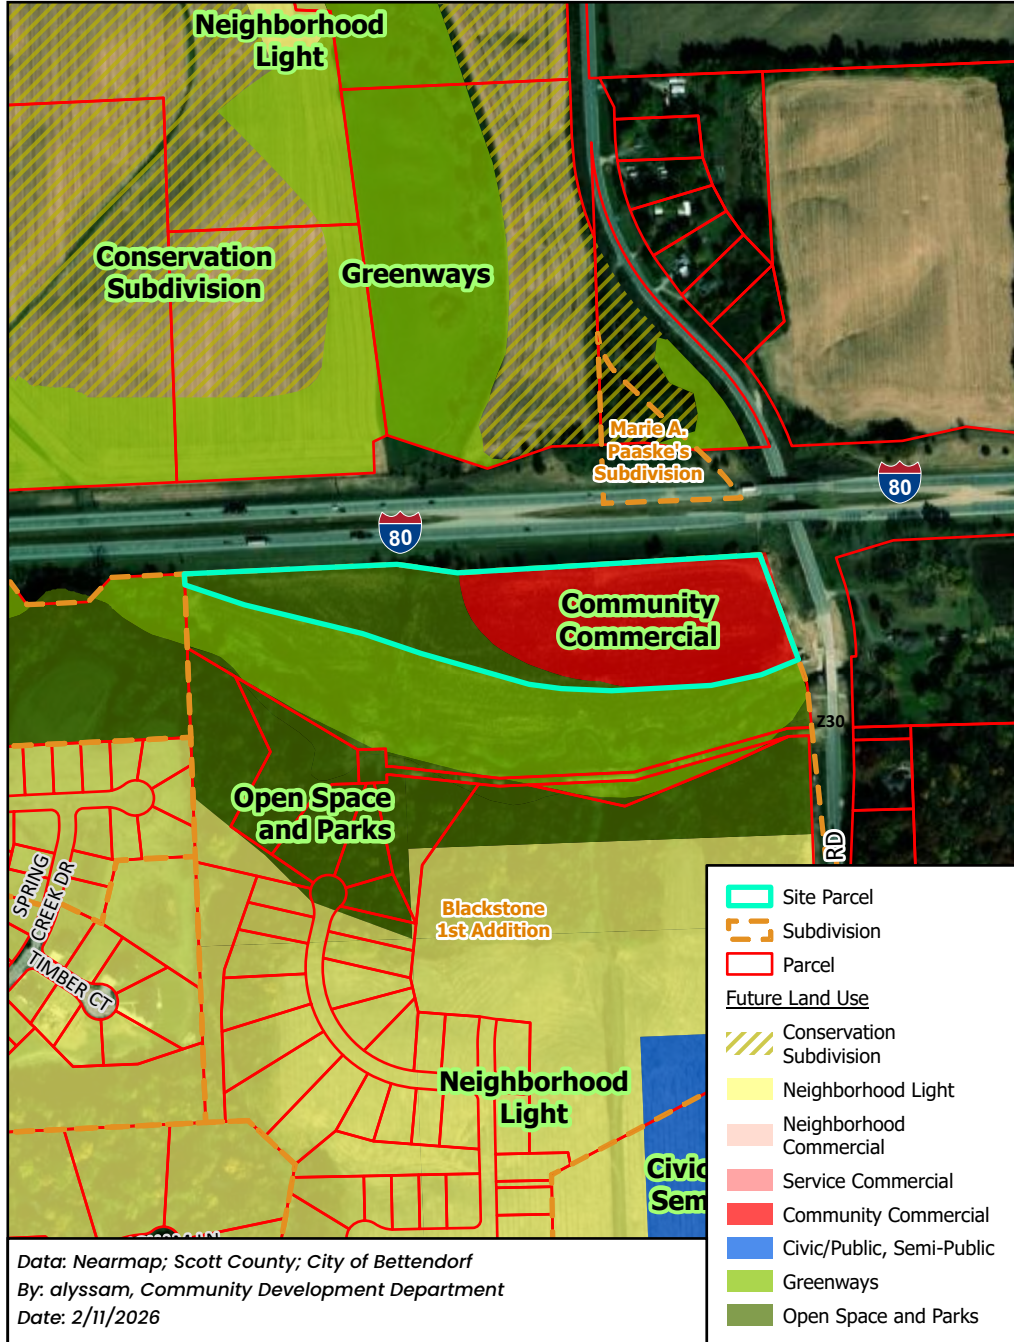 Neighborhood
Light
Conservation
Subdivision
Greenways
Marie A.
Paaske's
Subdivision
80
80
Community
Commercial
Z30
Open Space
and Parks
RD
SPRING
CREEK DR
TIMBER CT
Blackstone
1st Addition
Neighborhood
Light
Civic
Sem
Site Parcel
Subdivision
Parcel
Future Land Use
Conservation
Subdivision
Neighborhood Light
Neighborhood
Commercial
Service Commercial
Community Commercial
Civic/Public, Semi-Public
Greenways
Open Space and Parks
Data: Nearmap; Scott County; City of Bettendorf
By: alyssam, Community Development Department
Date: 2/11/2026